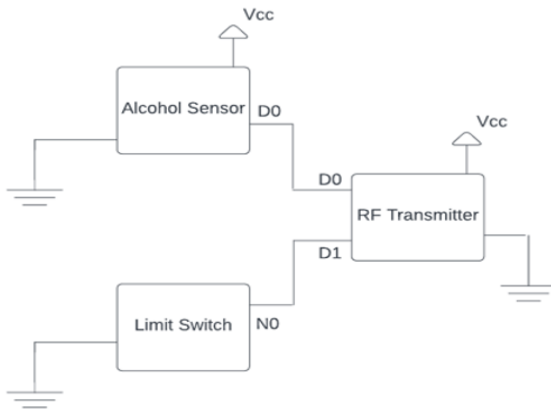 Vcc
Alcohol Sensor
D0
Vcc
D0
RF Transmitter
D1
Limit Switch
N0